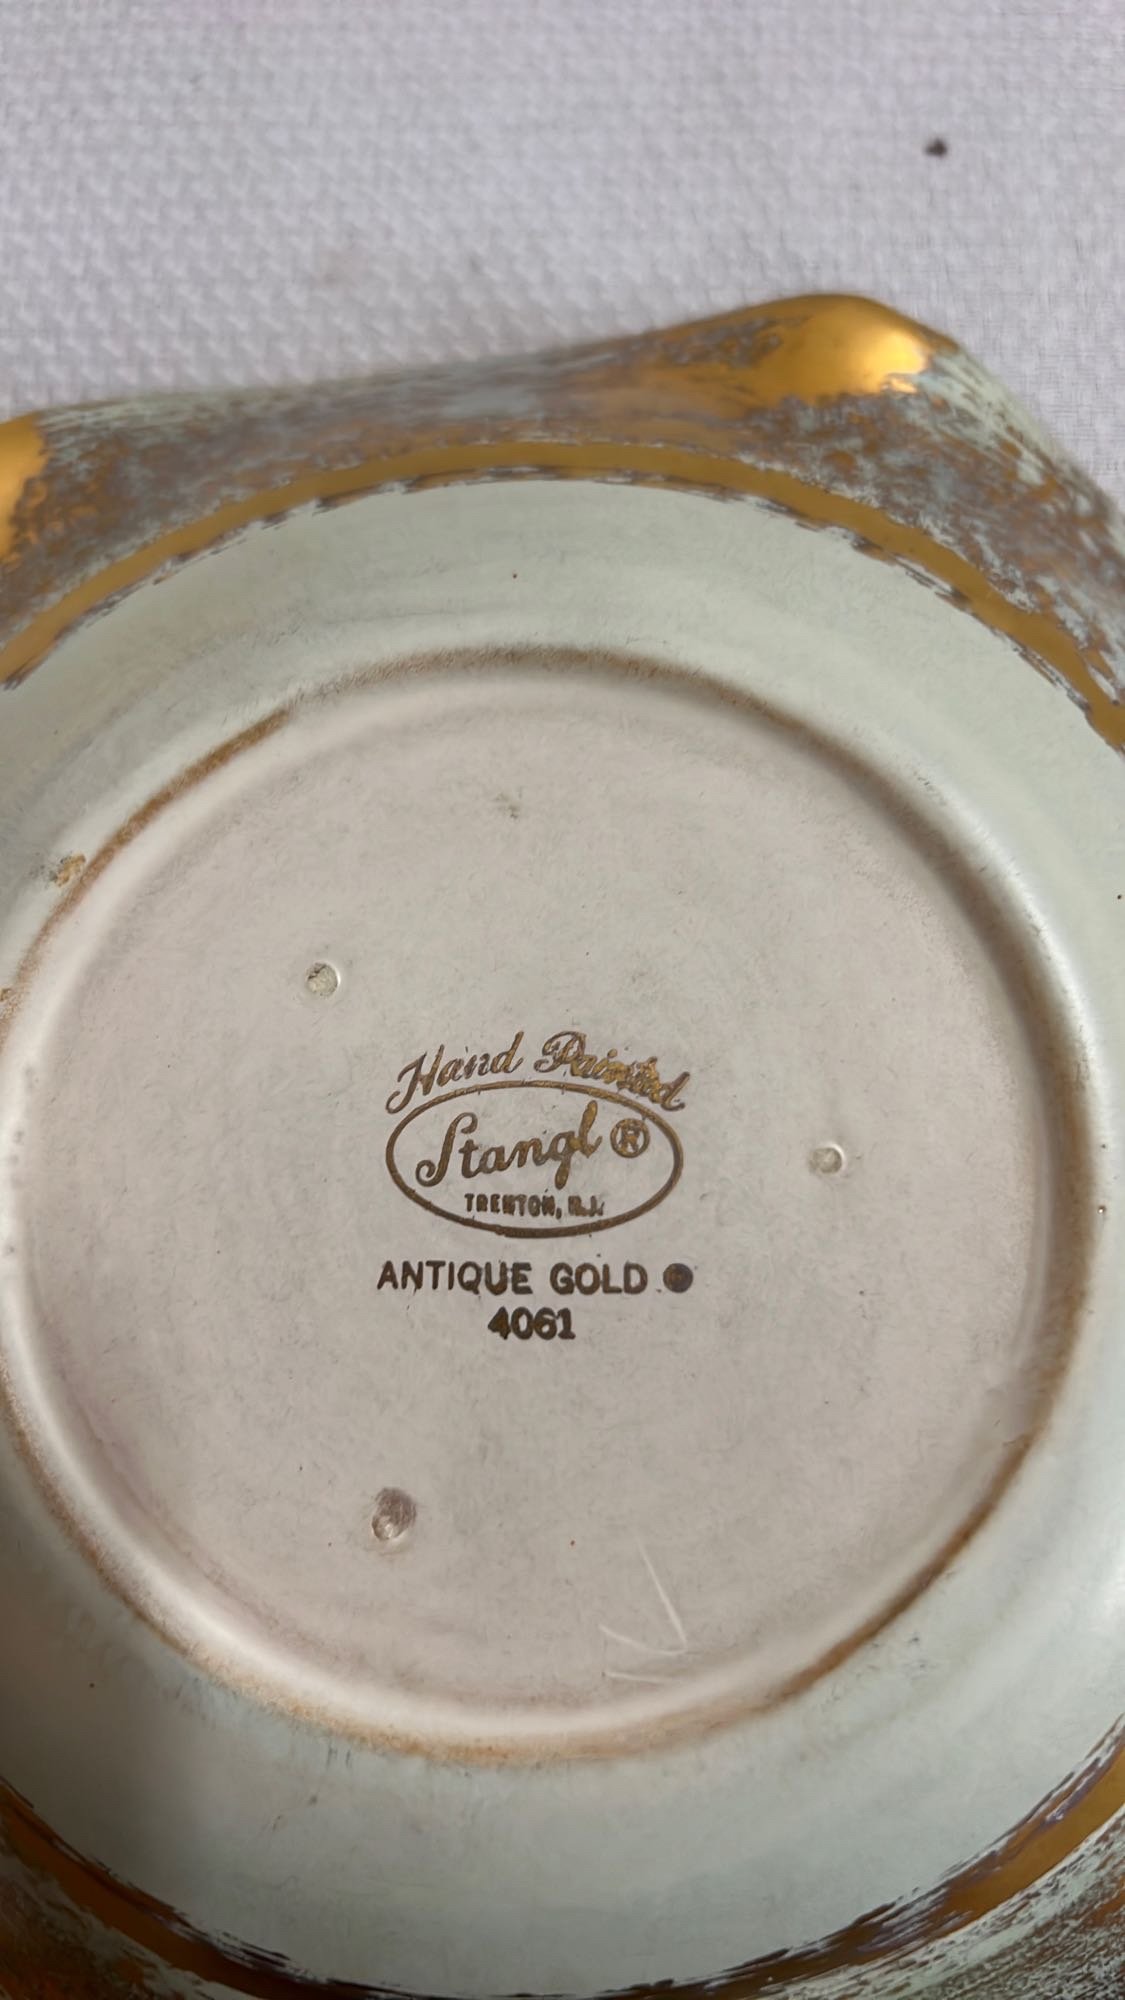 Hand Painted
Stangl ®
TRENTON, N.J.
ANTIQUE GOLD
4061